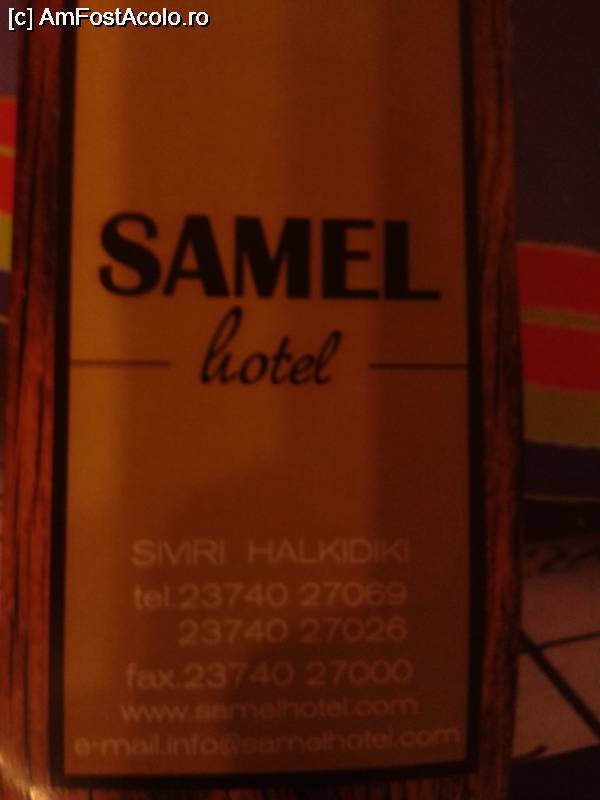 [c] AmFostAcolo.ro
SAMEL
hotel
SIVIRI HALKIDIKI
tel.23740 27069
23740 27026
fax.23740 27000
www.samelhotel.com
e-mail.info@samelhotel.com